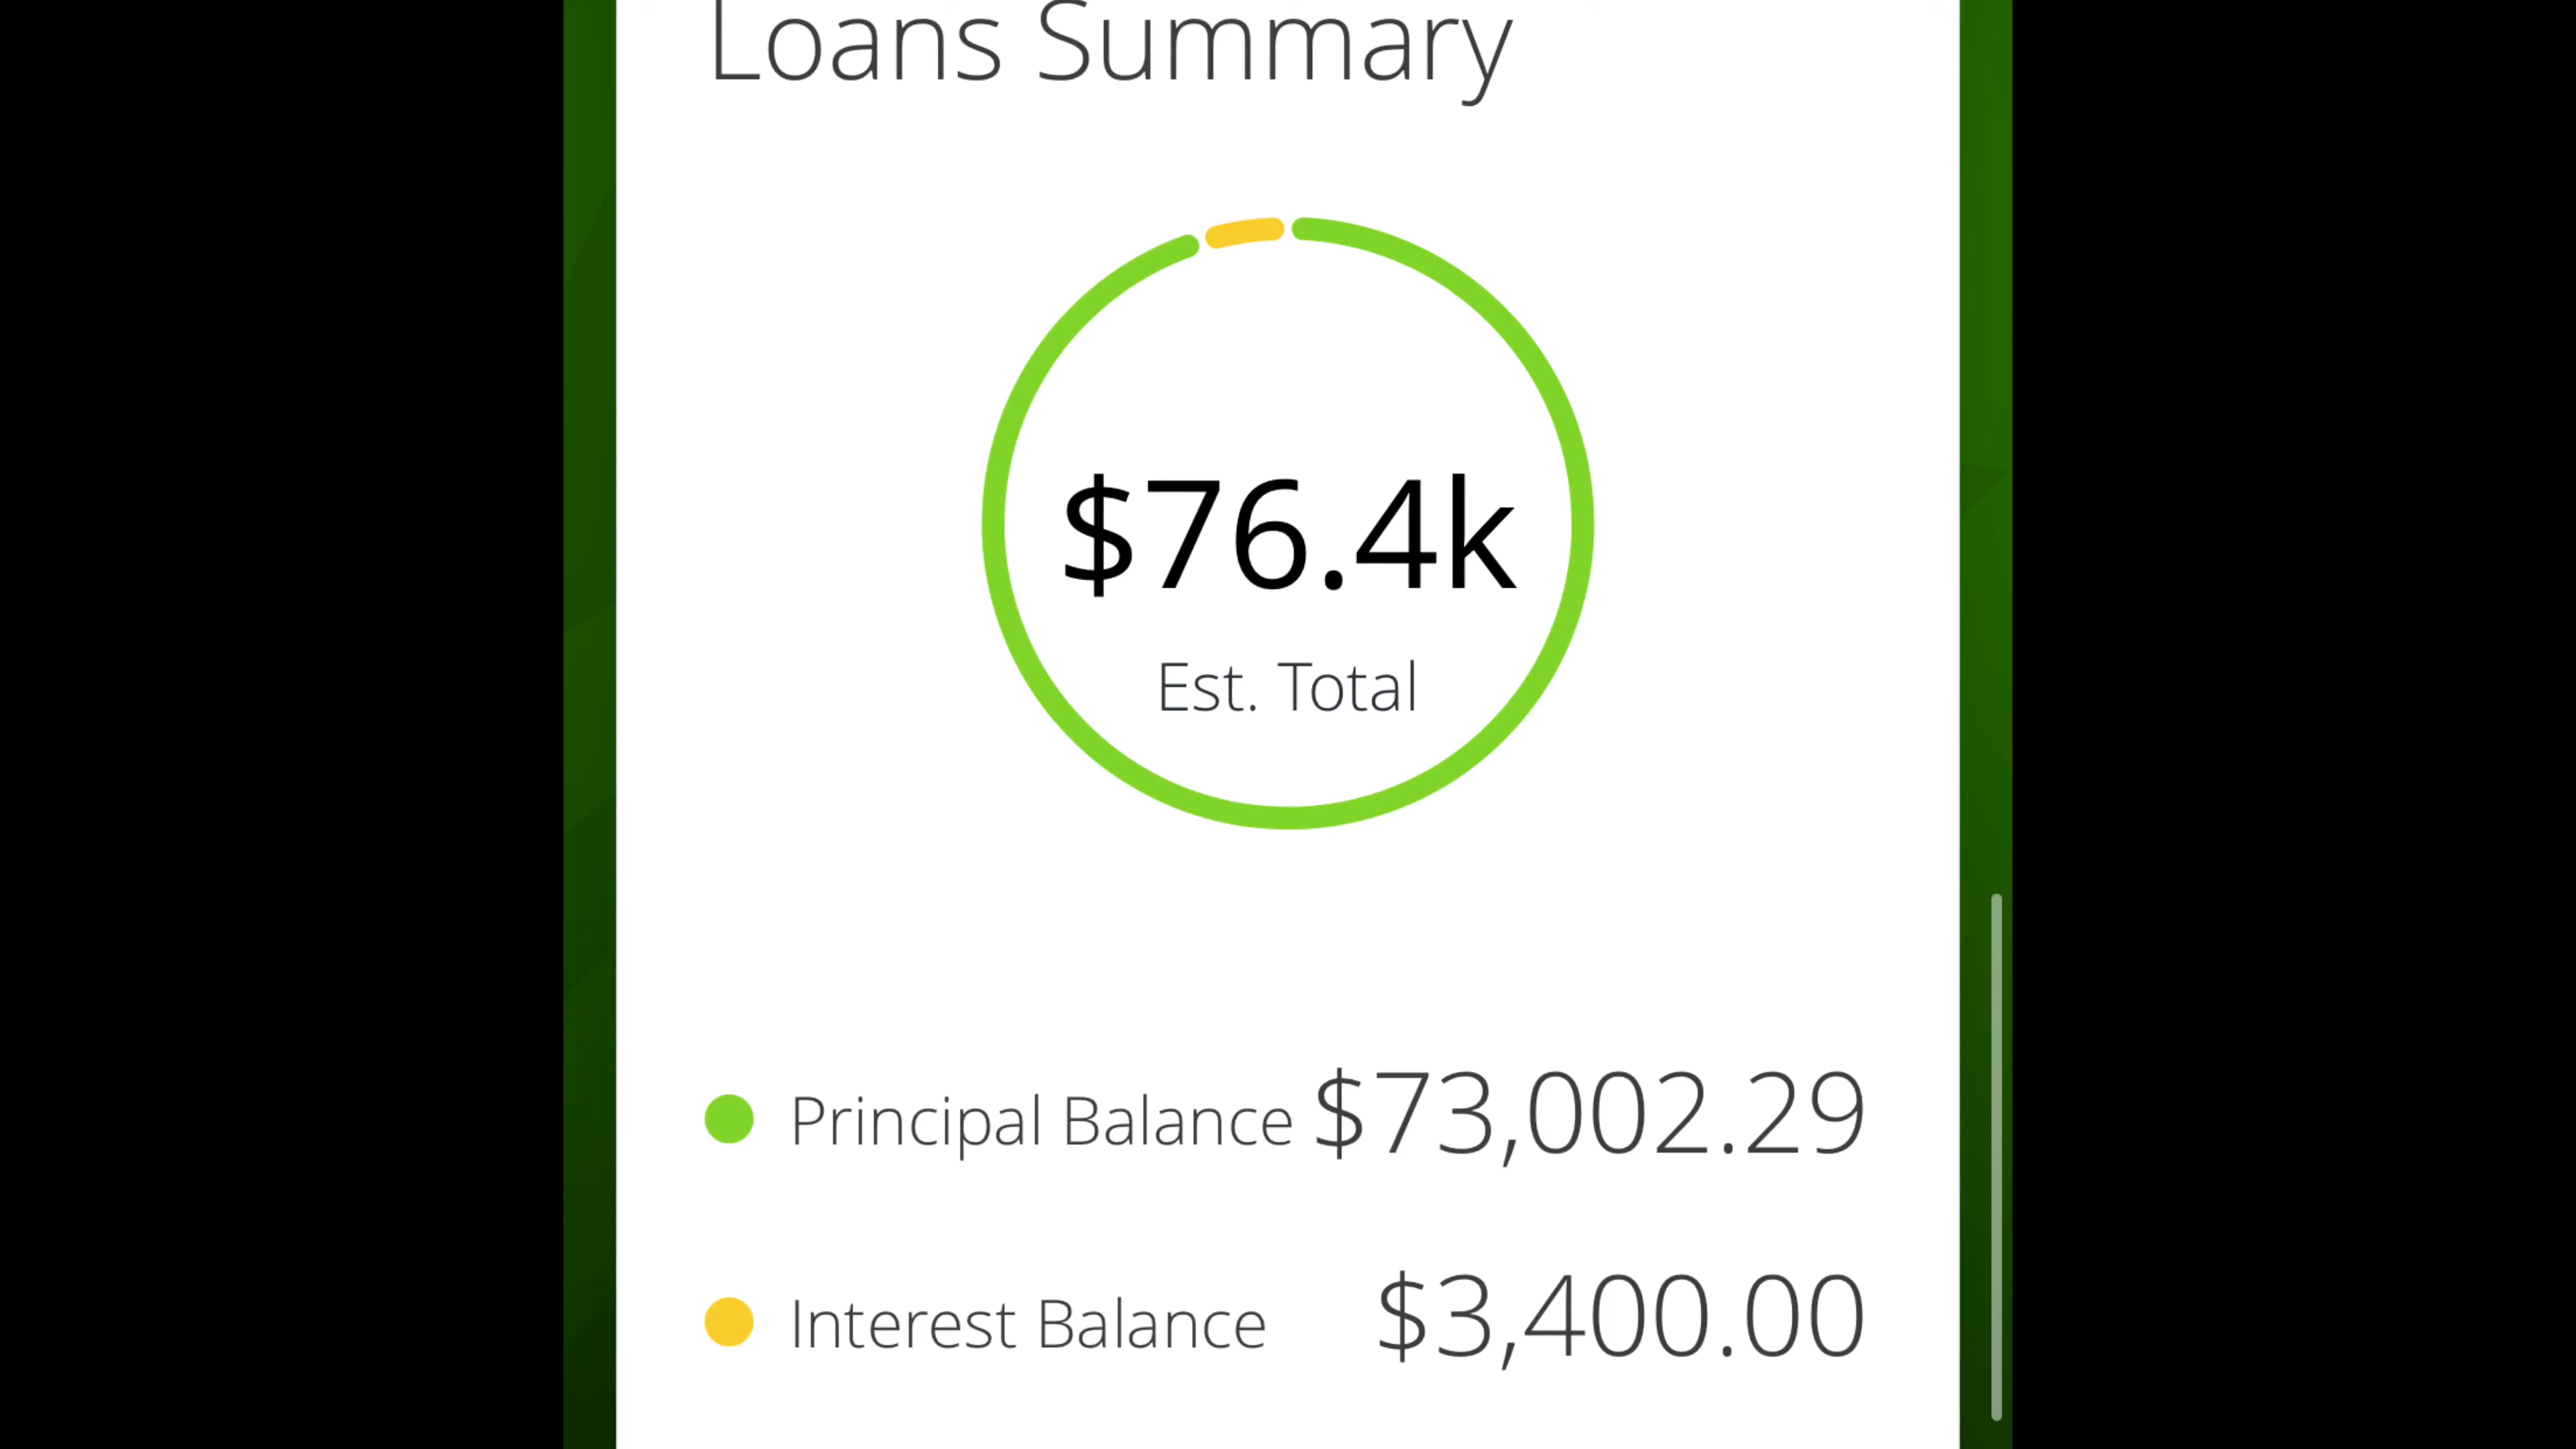 Loans Summary
$76.4k
Est. Total
Principal Balance $73,002.29
Interest Balance $3,400.00